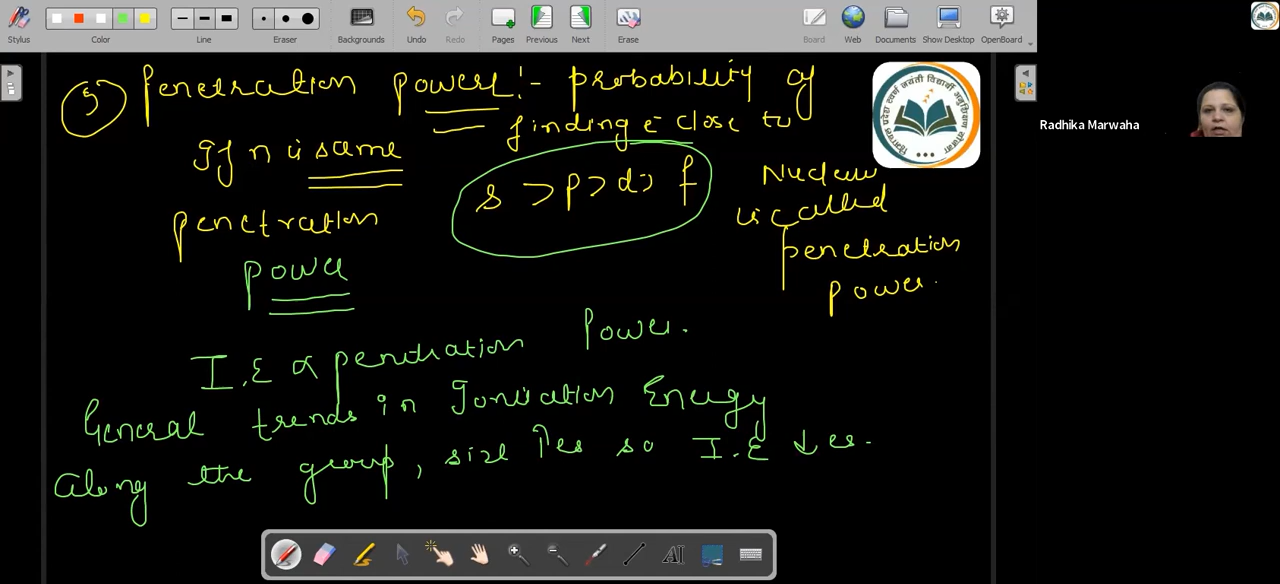 Stylus Color Line Eraser Backgrounds Undo Redo Pages Previous Next Erase Board Web Documents Show Desktop OpenBoard
5) Penetration power :- probability of
finding e- close to
Nucleus
is called
penetration
power.
If n is same
s > p > d > f
penetration
power
I.E ∝ penetration Power.
General trends in Ionization Energy
Along the group, size ↑es so I.E ↓es.
Radhika Marwaha
AI